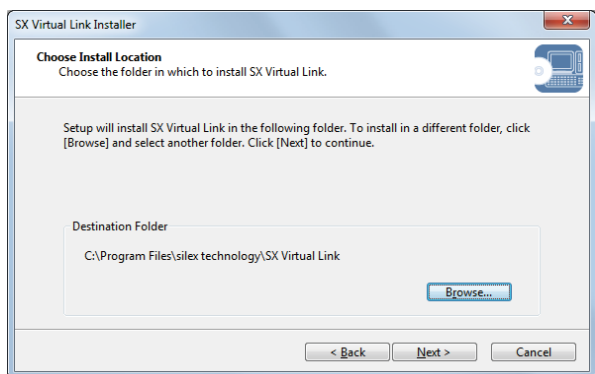 SX Virtual Link Installer
Choose Install Location
Choose the folder in which to install SX Virtual Link.
Setup will install SX Virtual Link in the following folder. To install in a different folder, click
[Browse] and select another folder. Click [Next] to continue.
Destination Folder
C:\Program Files\silex technology\SX Virtual Link
Browse...
< Back Next > Cancel